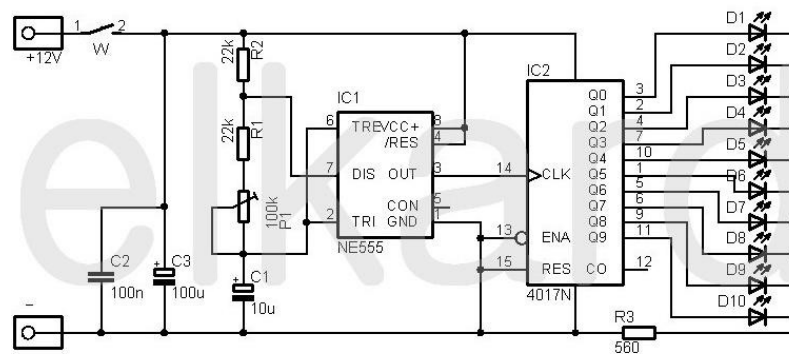 +12V
1
2
W
22k
R2
22k
R1
100k
P1
C2
100n
C3
+
100u
C1
+
10u
-
IC1
6
TRE
VCC+
8
/RES
4
7
DIS
OUT
3
CON
5
2
TRI
GND
1
NE555
IC2
14
CLK
13
ENA
15
RES
CO
12
4017N
Q0
3
Q1
2
Q2
4
Q3
7
Q4
10
Q5
1
Q6
5
Q7
6
Q8
9
Q9
11
D1
D2
D3
D4
D5
D6
D7
D8
D9
D10
R3
560
elkard